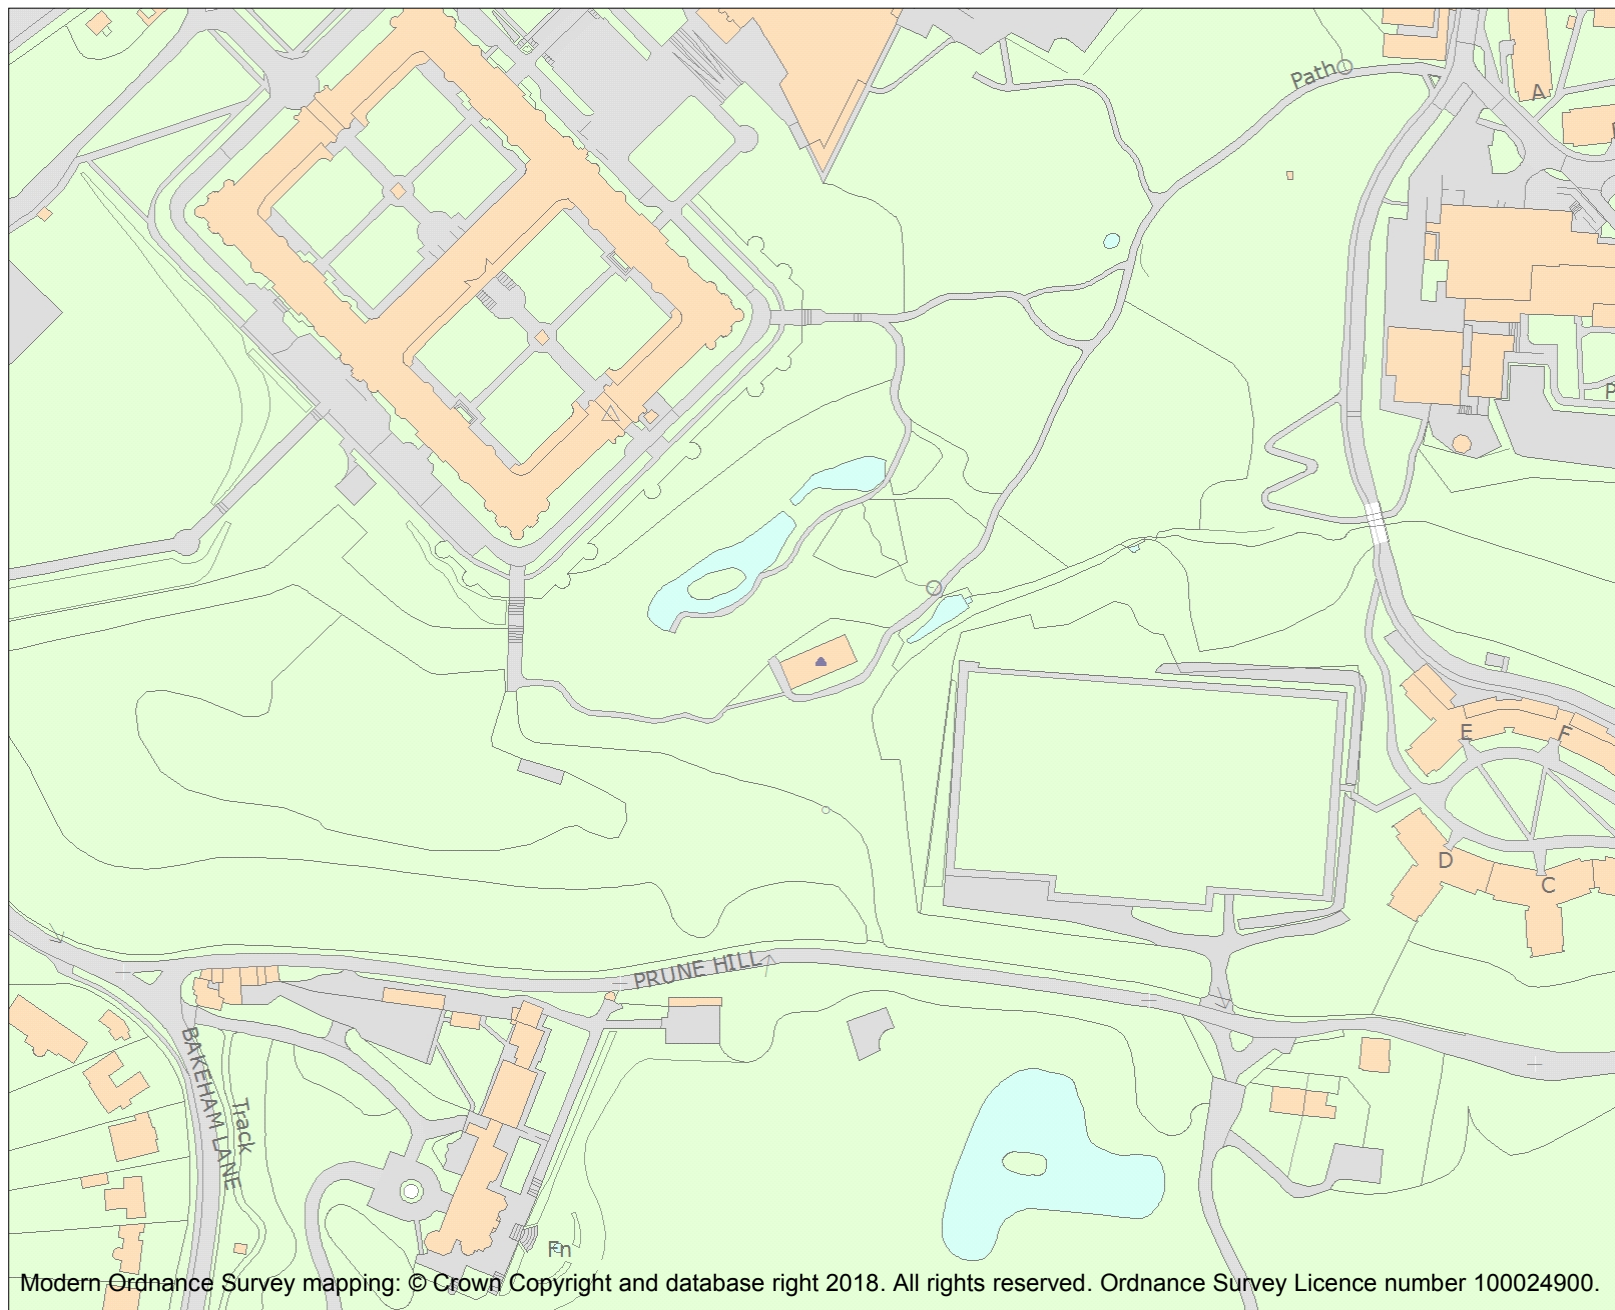 Path
A
P
E
F
D
C
PRUNE HILL
BAKEHAM LANE
Track
Fn
Modern Ordnance Survey mapping: © Crown Copyright and database right 2018. All rights reserved. Ordnance Survey Licence number 100024900.